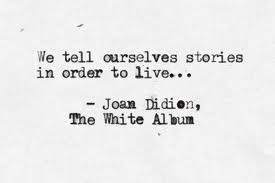 We tell ourselves stories
in order to live...
- Joan Didion,
The White Album